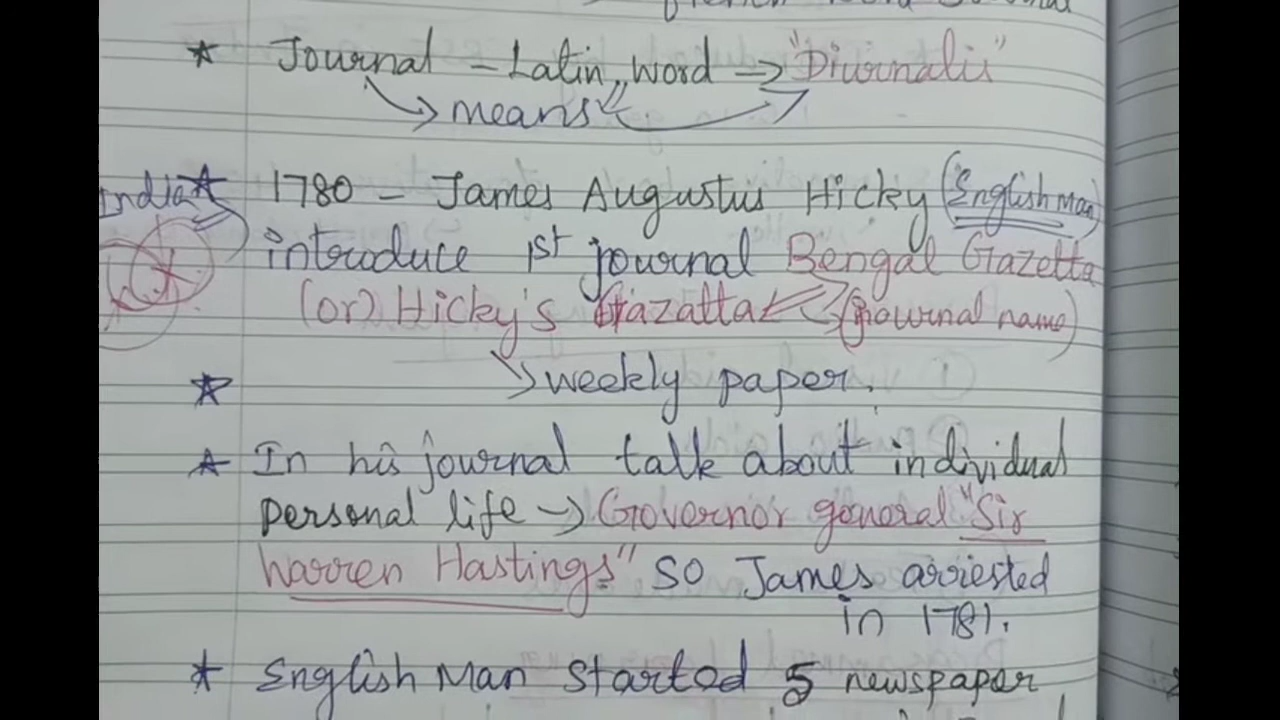 ★ Journal - Latin word → "Diurnalis"
↳ means
India ★ 1780 - James Augustus Hicky (English Man)
introduce 1st journal Bengal Gazetta
(or) Hicky's Gazatta (journal name)
★ ↳ weekly paper.
★ In his journal talk about individual
personal life → Governor general "Sir
Warren Hastings" so James arriested
in 1781.
★ English Man Started 5 newspaper